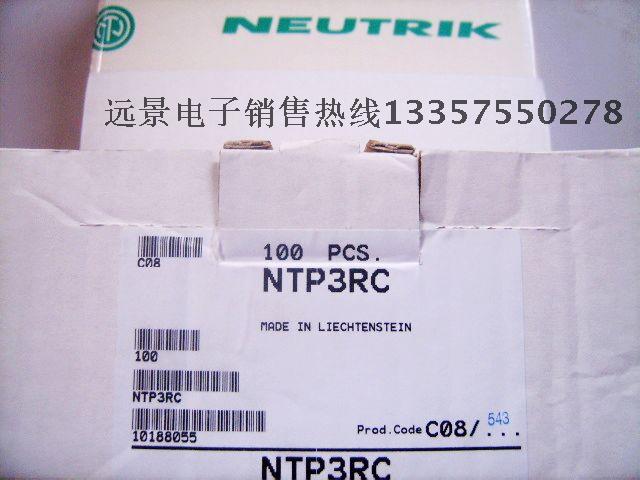 NEUTRIK
远景电子销售热线13357550278
100 PCS.
C08
NTP3RC
MADE IN LIECHTENSTEIN
100
NTP3RC
10188055
Prod.Code C08/...
543
NTP3RC